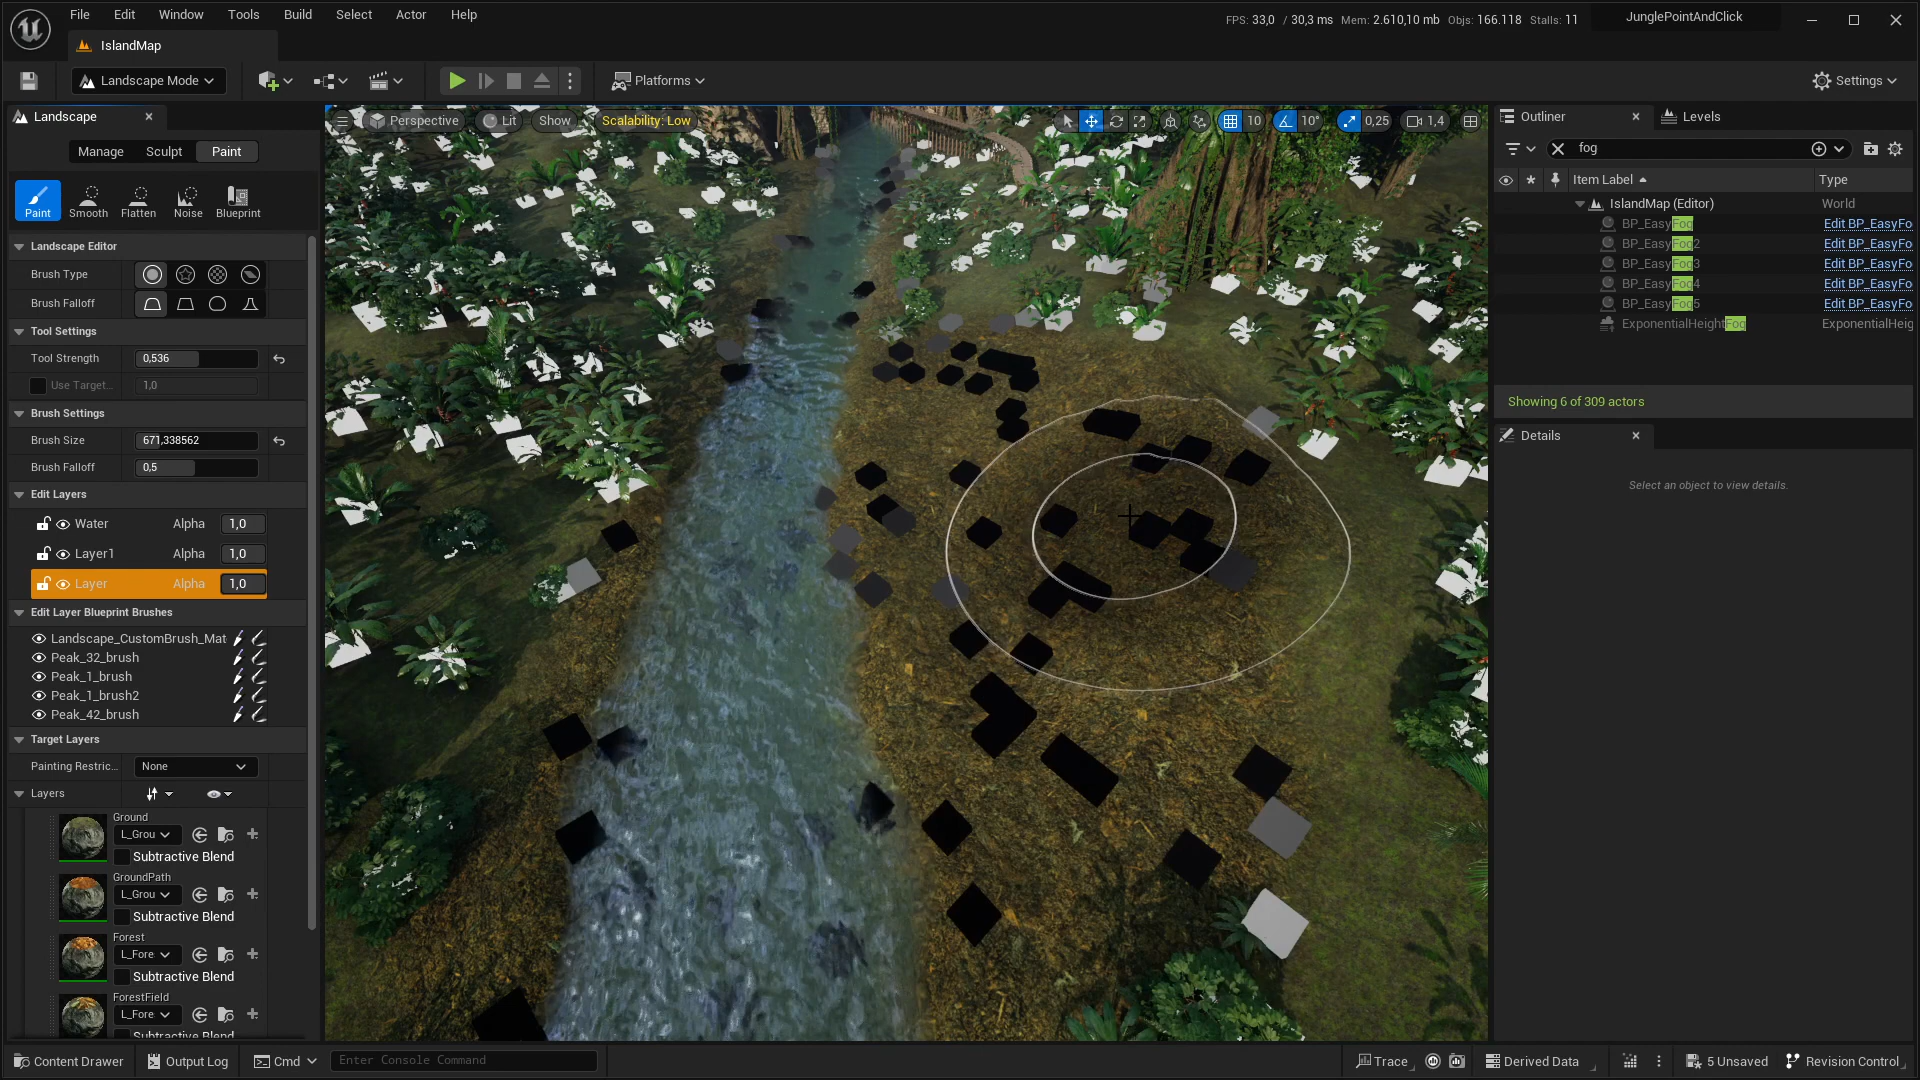 File Edit Window Tools Build Select Actor Help
FPS: 33,0 / 30,3 ms Mem: 2.610,10 mb Objs: 166.118 Stalls: 11
JunglePointAndClick
IslandMap
Landscape Mode
Platforms
Settings
Landscape
Manage Sculpt Paint
Paint Smooth Flatten Noise Blueprint
Landscape Editor
Brush Type
Brush Falloff
Tool Settings
Tool Strength 0,536
Use Target... 1,0
Brush Settings
Brush Size 671,338562
Brush Falloff 0,5
Edit Layers
Water Alpha 1,0
Layer1 Alpha 1,0
Layer Alpha 1,0
Edit Layer Blueprint Brushes
Landscape_CustomBrush_Mat
Peak_32_brush
Peak_1_brush
Peak_1_brush2
Peak_42_brush
Target Layers
Painting Restric... None
Layers
Ground
L_Grou
Subtractive Blend
GroundPath
L_Grou
Subtractive Blend
Forest
L_Fore
Subtractive Blend
ForestField
L_Fore
Subtractive Blend
Perspective Lit Show Scalability: Low
10 10° 0,25 1,4
Outliner Levels
fog
Item Label Type
IslandMap (Editor) World
BP_EasyFog Edit BP_EasyFo
BP_EasyFog2 Edit BP_EasyFo
BP_EasyFog3 Edit BP_EasyFo
BP_EasyFog4 Edit BP_EasyFo
BP_EasyFog5 Edit BP_EasyFo
ExponentialHeightFog ExponentialHeig
Showing 6 of 309 actors
Details
Select an object to view details.
Content Drawer Output Log Cmd Enter Console Command
Trace Derived Data 5 Unsaved Revision Control